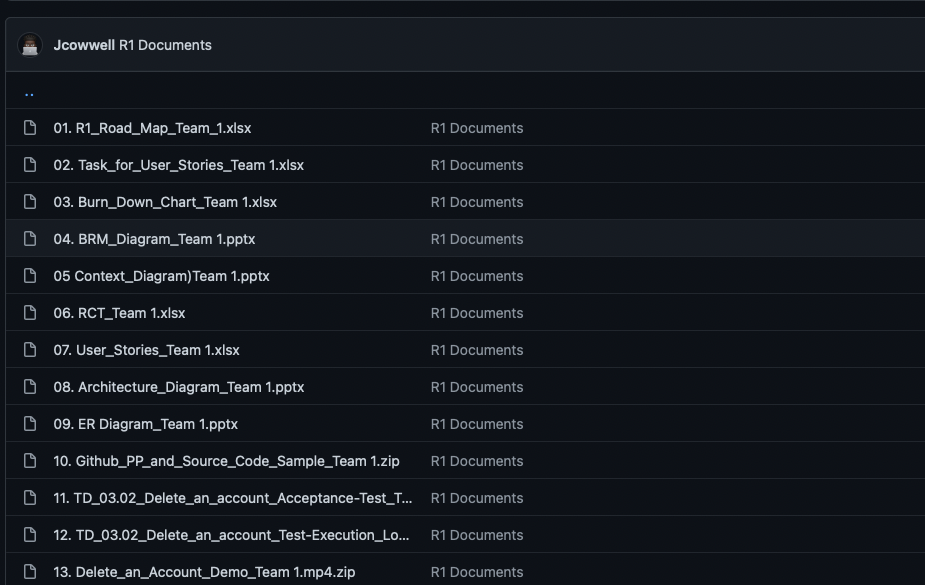 Jcowwell R1 Documents
..
01. R1_Road_Map_Team_1.xlsx R1 Documents
02. Task_for_User_Stories_Team 1.xlsx R1 Documents
03. Burn_Down_Chart_Team 1.xlsx R1 Documents
04. BRM_Diagram_Team 1.pptx R1 Documents
05 Context_Diagram)Team 1.pptx R1 Documents
06. RCT_Team 1.xlsx R1 Documents
07. User_Stories_Team 1.xlsx R1 Documents
08. Architecture_Diagram_Team 1.pptx R1 Documents
09. ER Diagram_Team 1.pptx R1 Documents
10. Github_PP_and_Source_Code_Sample_Team 1.zip R1 Documents
11. TD_03.02_Delete_an_account_Acceptance-Test_T... R1 Documents
12. TD_03.02_Delete_an_account_Test-Execution_Lo... R1 Documents
13. Delete_an_Account_Demo_Team 1.mp4.zip R1 Documents